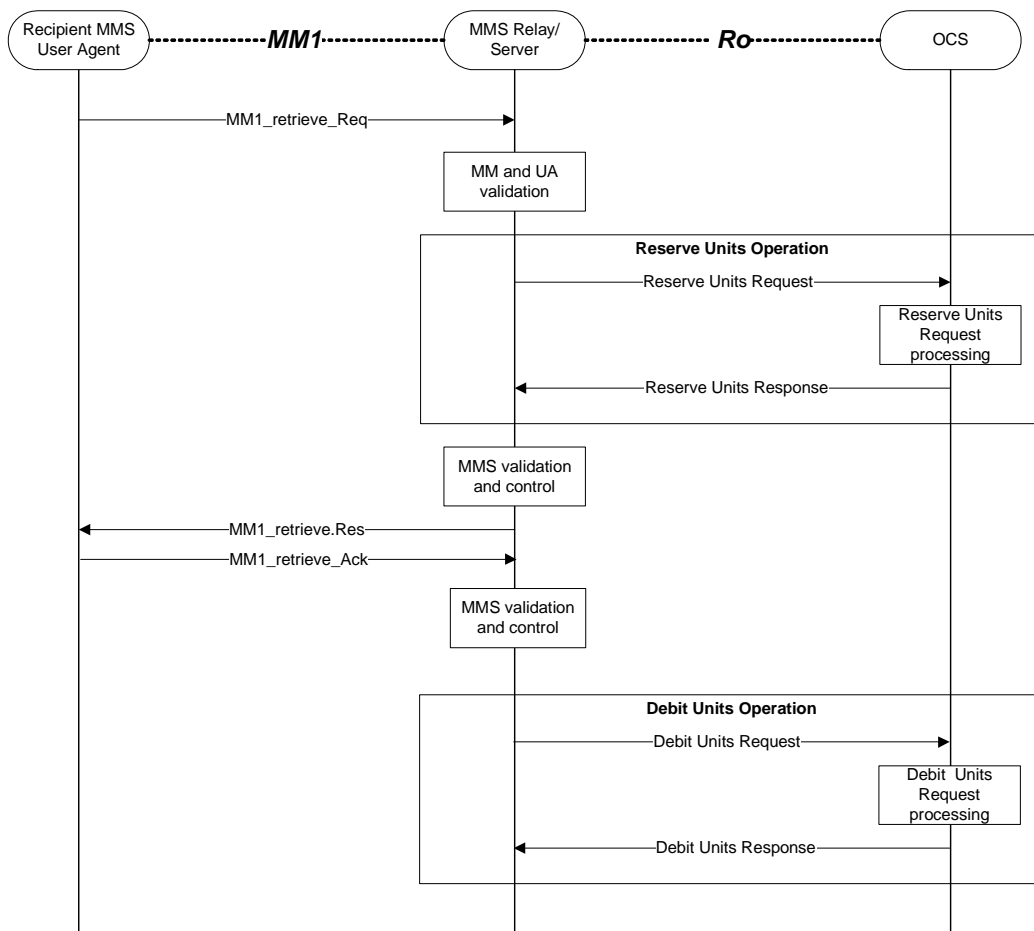 Recipient MMS
User Agent
MM1
MMS Relay/
Server
Ro
OCS
MM1_retrieve_Req
MM and UA
validation
Reserve Units Operation
Reserve Units Request
Reserve Units
Request
processing
Reserve Units Response
MMS validation
and control
MM1_retrieve.Res
MM1_retrieve_Ack
MMS validation
and control
Debit Units Operation
Debit Units Request
Debit Units
Request
processing
Debit Units Response